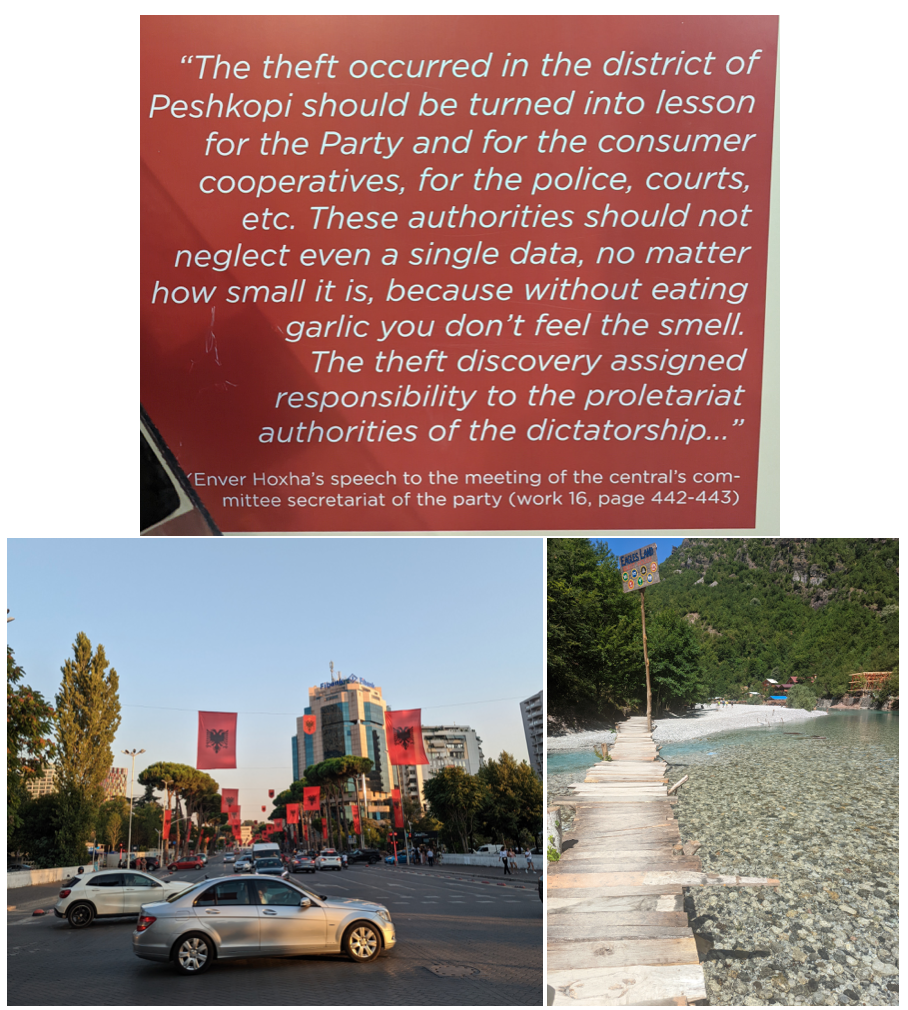 “The theft occurred in the district of
Peshkopi should be turned into lesson
for the Party and for the consumer
cooperatives, for the police, courts,
etc. These authorities should not
neglect even a single data, no matter
how small it is, because without eating
garlic you don’t feel the smell.
The theft discovery assigned
responsibility to the proletariat
authorities of the dictatorship...”
(Enver Hoxha’s speech to the meeting of the central’s com-
mittee secretariat of the party (work 16, page 442-443)
EAGLES LAND